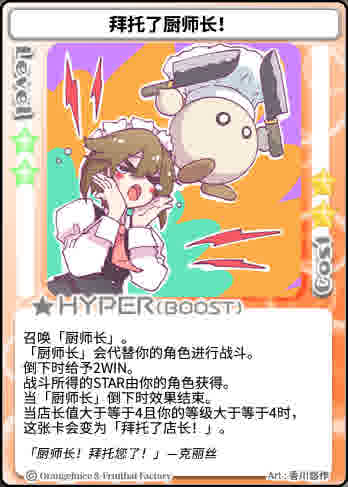 拜托了厨师长!
Level
Cost
HYPER(BOOST)
召唤「厨师长」。
「厨师长」会代替你的角色进行战斗。
倒下时给予2WIN。
战斗所得的STAR由你的角色获得。
当「厨师长」倒下时效果结束。
当店长值大于等于4且你的等级大于等于4时,
这张卡会变为「拜托了店长!」。
「厨师长!拜托您了!」—克丽丝
©OrangeJuice & Fruitbat Factory
Art : 香川悠作